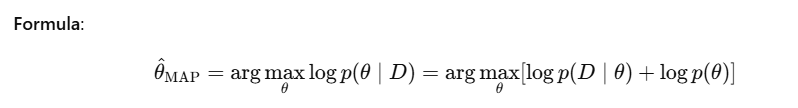 Formula:
θ̂_MAP = arg max_θ log p(θ | D) = arg max_θ [log p(D | θ) + log p(θ)]